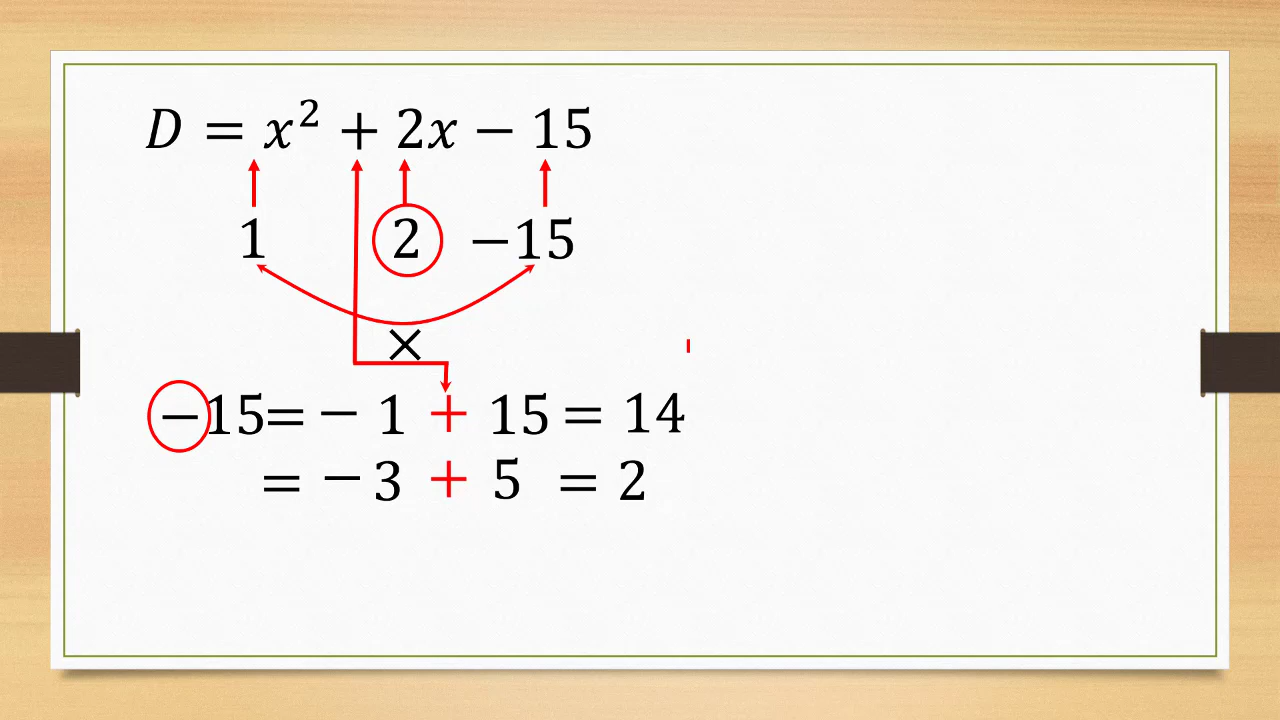 D = x² + 2x − 15
1 2 −15
×
−15= − 1 + 15 = 14
= − 3 + 5 = 2